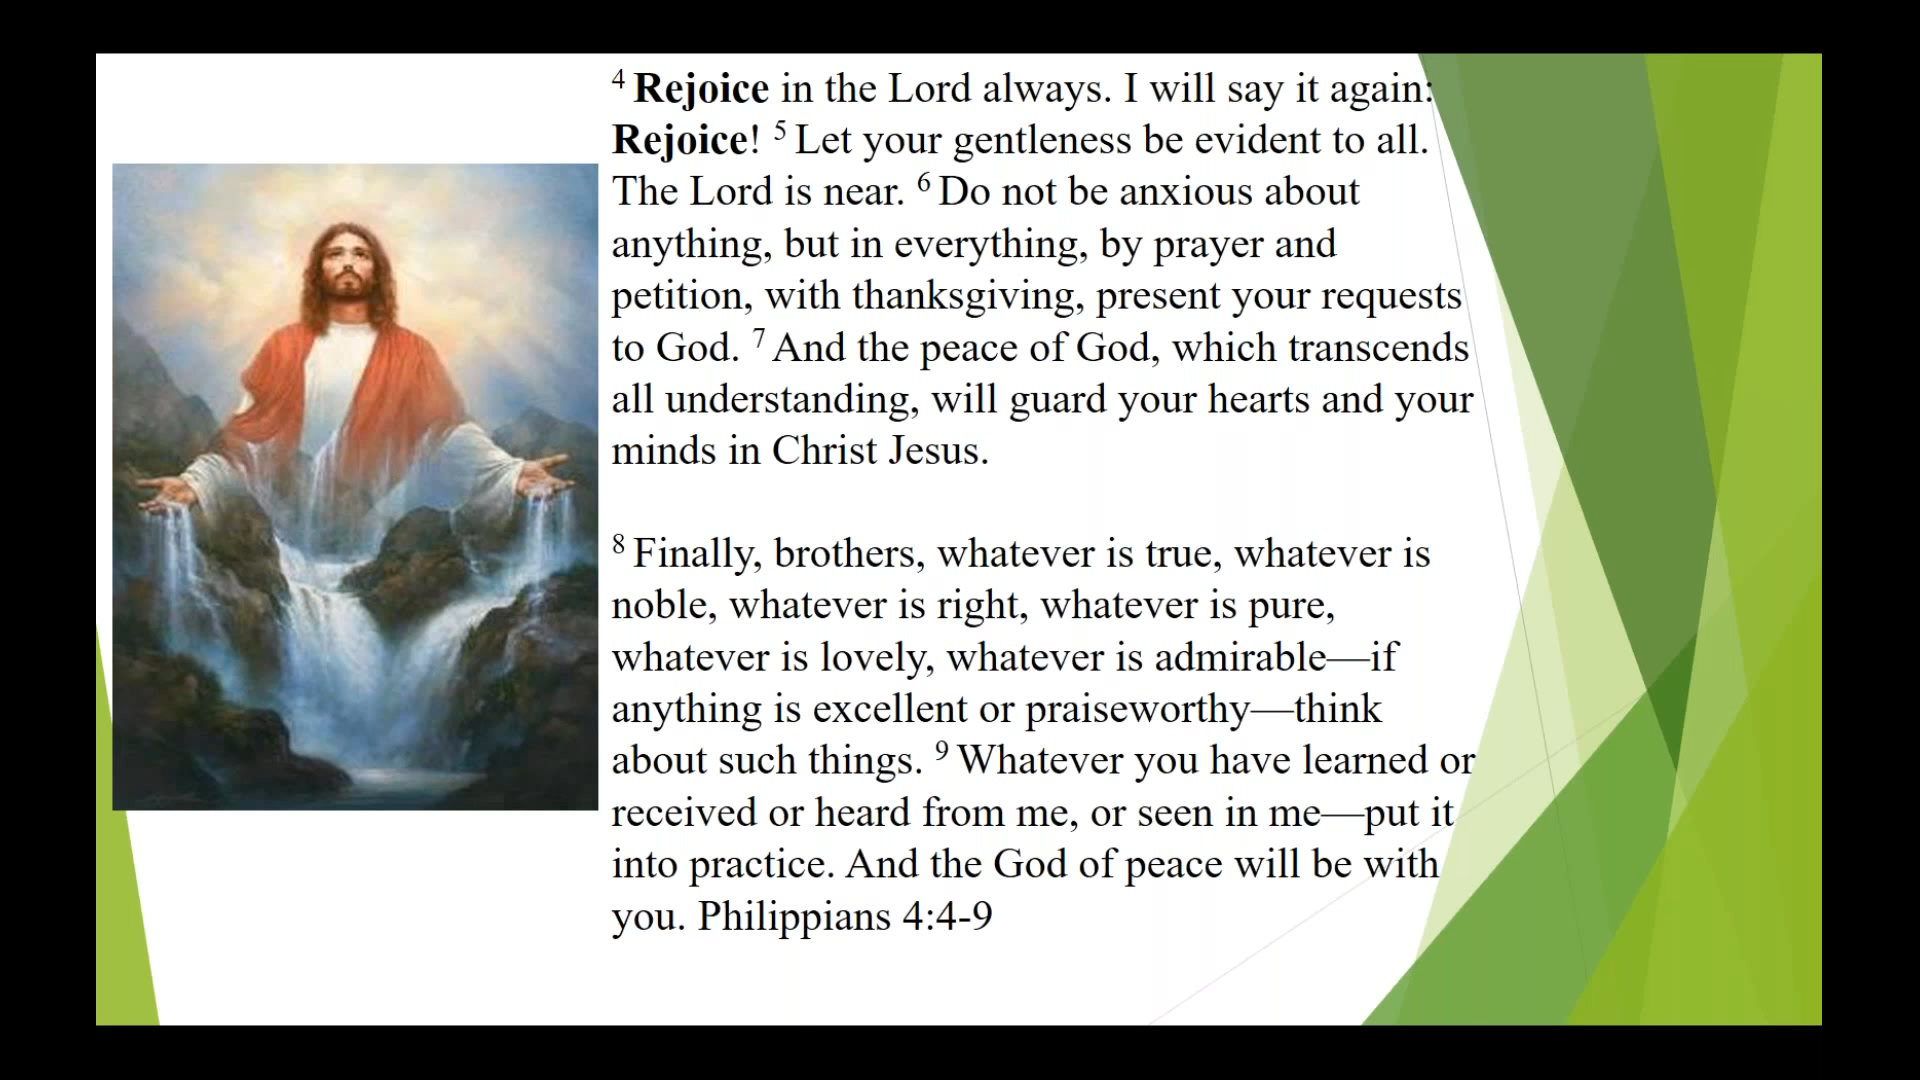 4 Rejoice in the Lord always. I will say it again:
Rejoice! 5 Let your gentleness be evident to all.
The Lord is near. 6 Do not be anxious about
anything, but in everything, by prayer and
petition, with thanksgiving, present your requests
to God. 7 And the peace of God, which transcends
all understanding, will guard your hearts and your
minds in Christ Jesus.
8 Finally, brothers, whatever is true, whatever is
noble, whatever is right, whatever is pure,
whatever is lovely, whatever is admirable—if
anything is excellent or praiseworthy—think
about such things. 9 Whatever you have learned or
received or heard from me, or seen in me—put it
into practice. And the God of peace will be with
you. Philippians 4:4-9